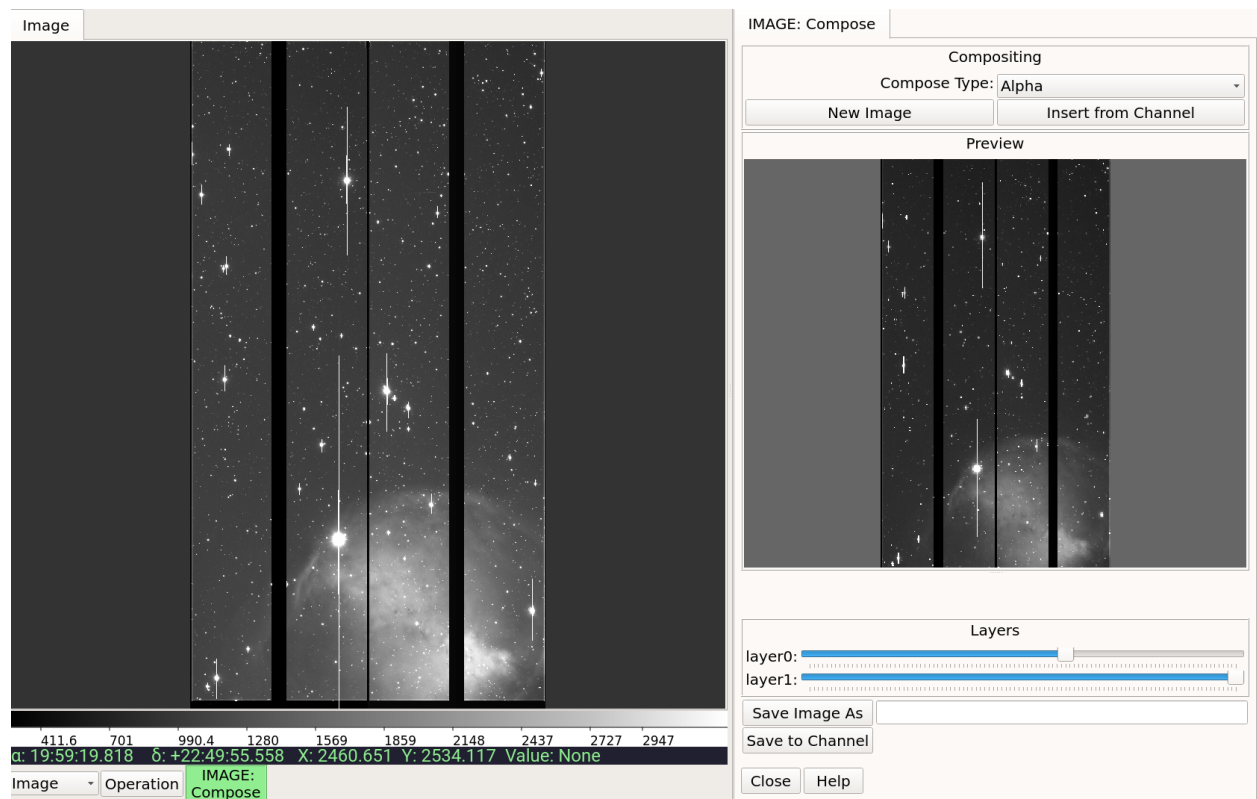 Image
IMAGE: Compose
Compositing
Compose Type: Alpha
New Image Insert from Channel
Preview
Layers
layer0:
layer1:
Save Image As
Save to Channel
Close Help
411.6 701 990.4 1280 1569 1859 2148 2437 2727 2947
α: 19:59:19.818 δ: +22:49:55.558 X: 2460.651 Y: 2534.117 Value: None
Image Operation IMAGE:
Compose